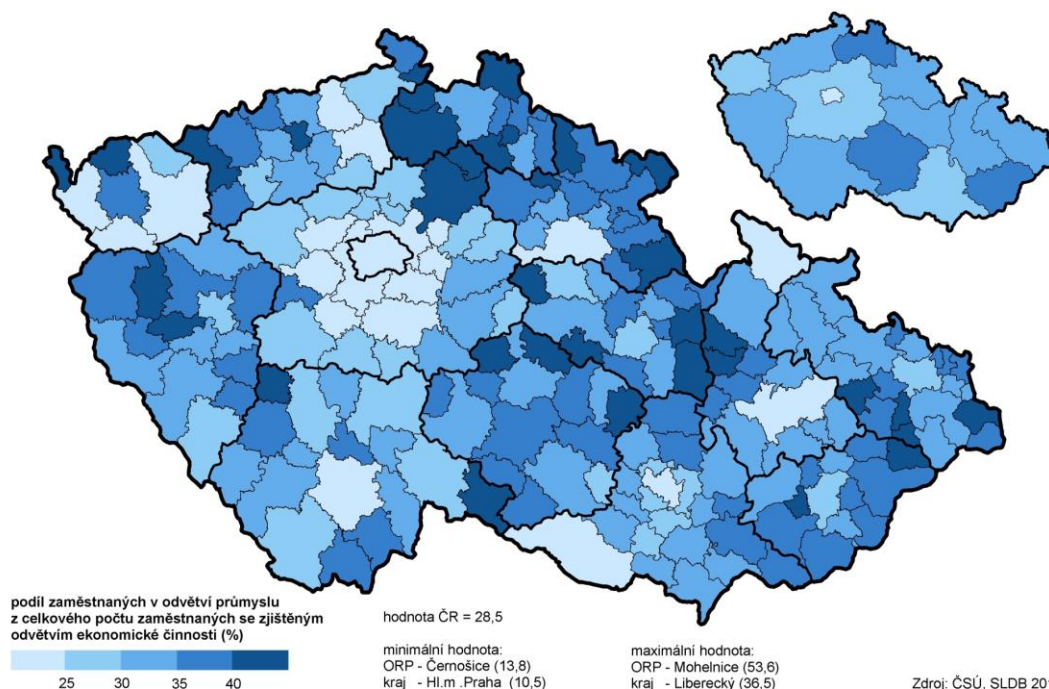 podíl zaměstnaných v odvětví průmyslu
z celkového počtu zaměstnaných se zjištěným
odvětvím ekonomické činnosti (%)
25 30 35 40
hodnota ČR = 28,5
minimální hodnota:
ORP - Černošice (13,8)
kraj - Hl.m .Praha (10,5)
maximální hodnota:
ORP - Mohelnice (53,6)
kraj - Liberecký (36,5)
Zdroj: ČSÚ, SLDB